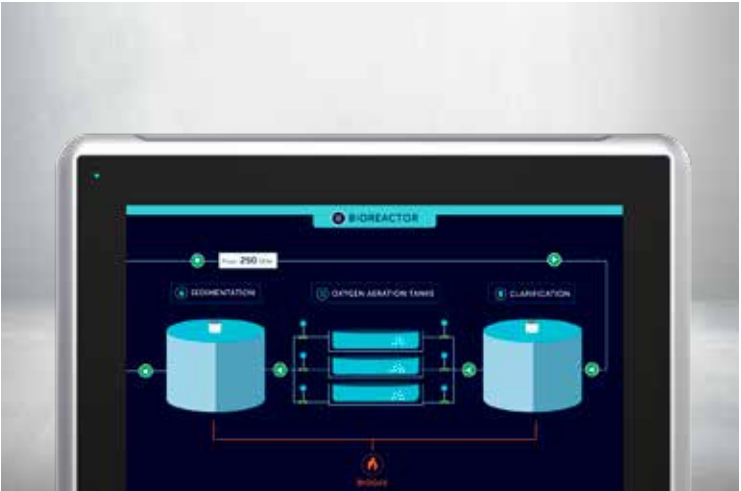 BIOREACTOR
250
SEDIMENTATION
OXYGEN AERATION TANKS
CLARIFICATION
BIOGAS